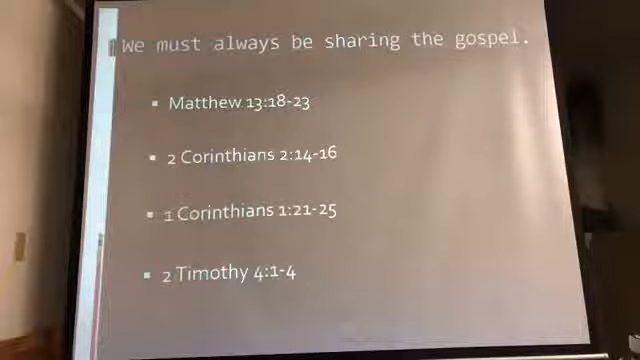 We must always be sharing the gospel.
▪ Matthew 13:18-23
▪ 2 Corinthians 2:14-16
▪ 1 Corinthians 1:21-25
▪ 2 Timothy 4:1-4